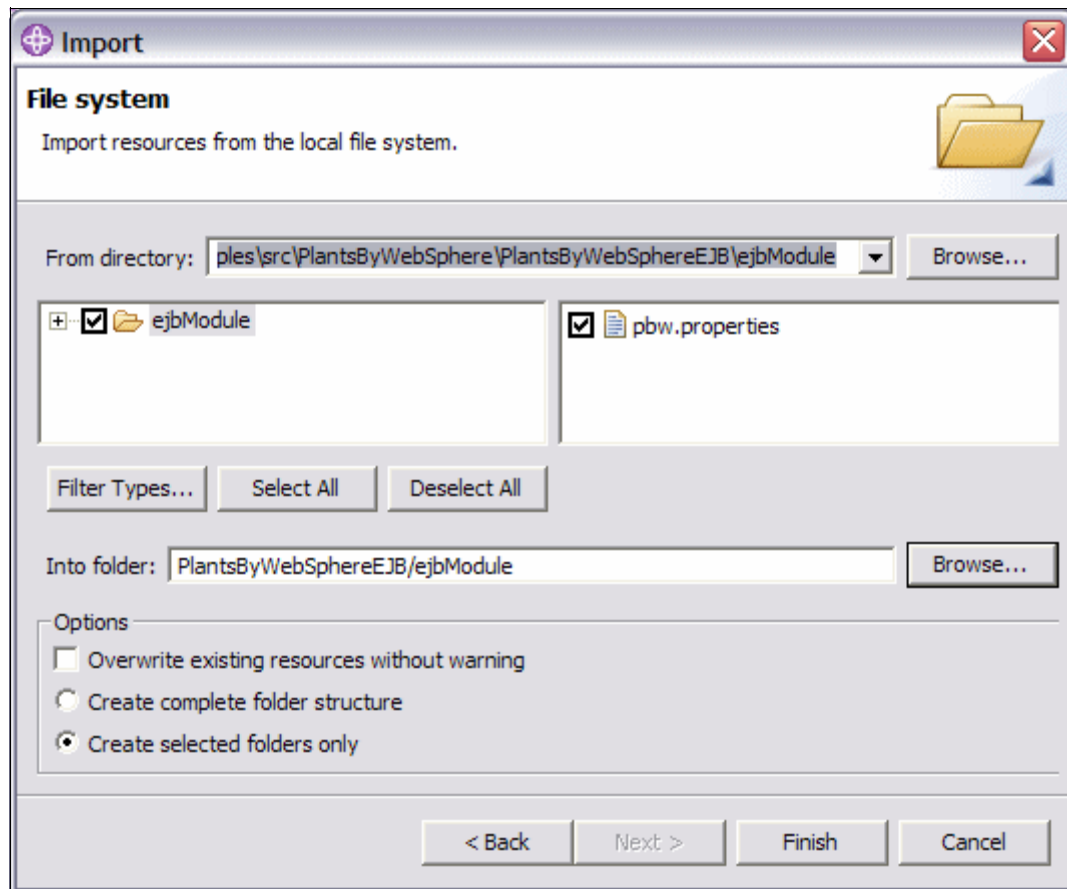 Import
File system
Import resources from the local file system.
From directory: ples\src\PlantsByWebSphere\PlantsByWebSphereEJB\ejbModule Browse...
ejbModule pbw.properties
Filter Types... Select All Deselect All
Into folder: PlantsByWebSphereEJB/ejbModule Browse...
Options
Overwrite existing resources without warning
Create complete folder structure
Create selected folders only
< Back Next > Finish Cancel